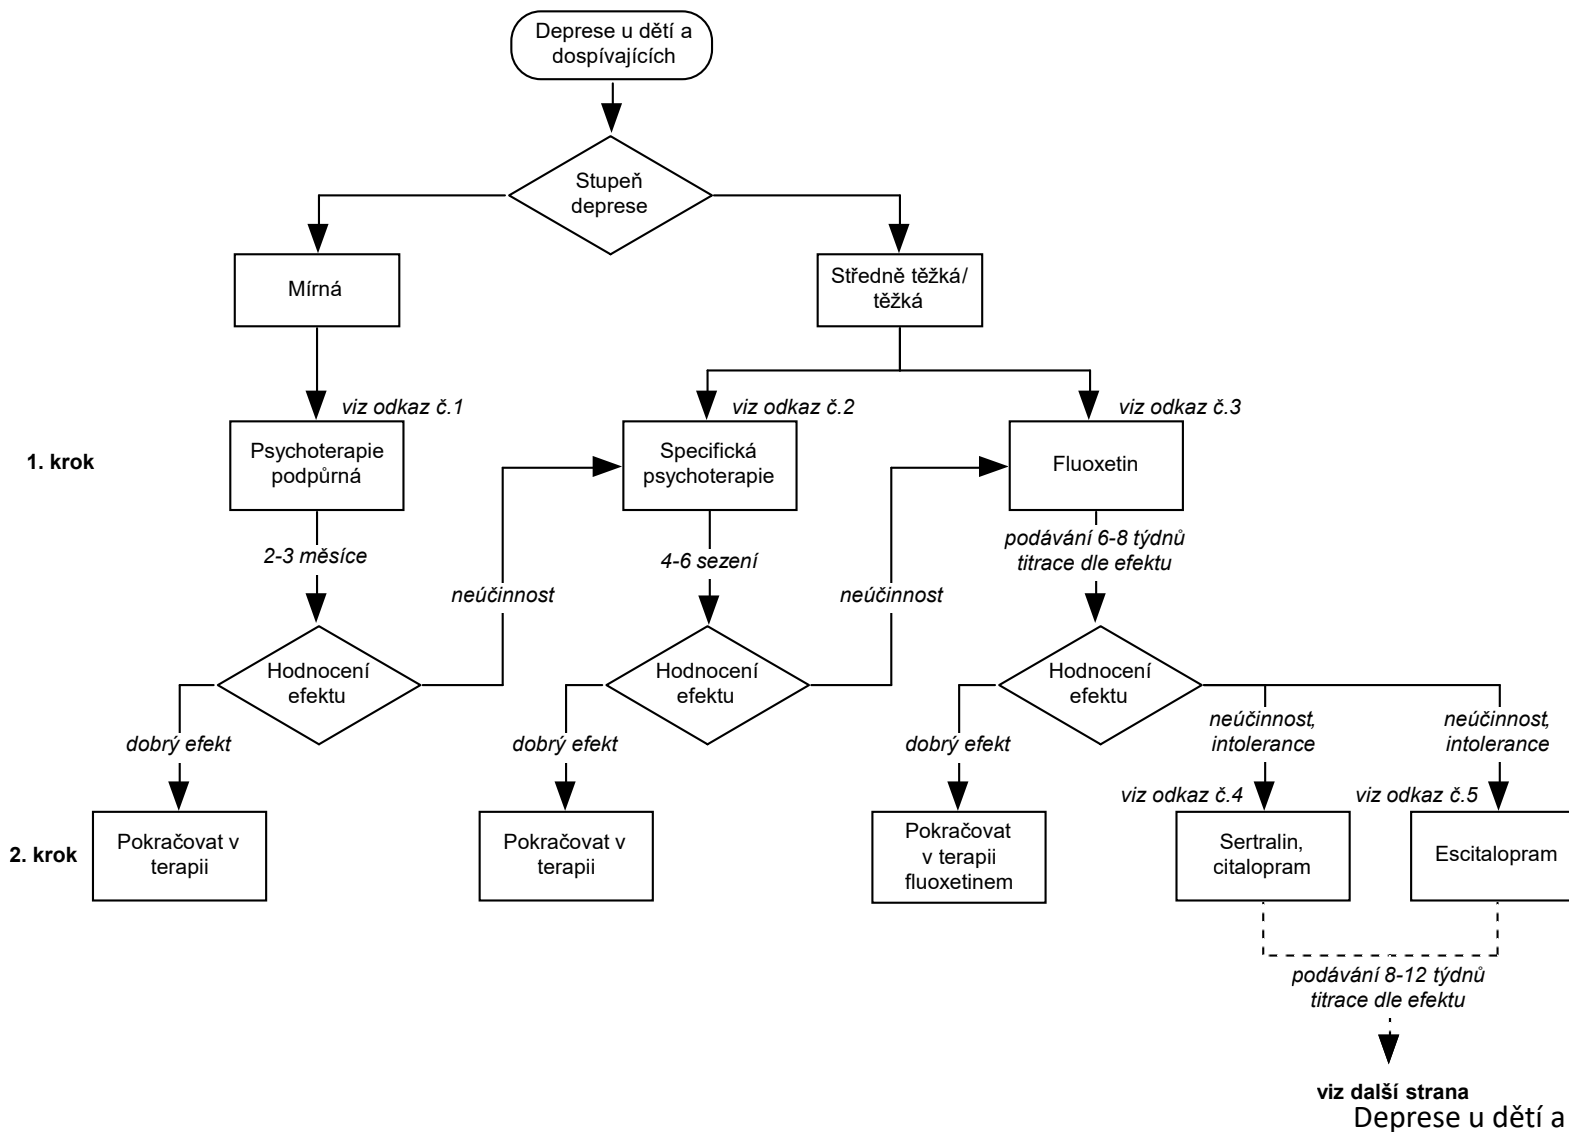 Deprese u dětí a
dospívajících
Stupeň
deprese
Mírná
Středně těžká/
těžká
viz odkaz č.1
viz odkaz č.2
viz odkaz č.3
1. krok
Psychoterapie
podpůrná
Specifická
psychoterapie
Fluoxetin
2-3 měsíce
neúčinnost
4-6 sezení
neúčinnost
podávání 6-8 týdnů
titrace dle efektu
Hodnocení
efektu
Hodnocení
efektu
Hodnocení
efektu
dobrý efekt
dobrý efekt
dobrý efekt
neúčinnost,
intolerance
neúčinnost,
intolerance
viz odkaz č.4
viz odkaz č.5
2. krok
Pokračovat v
terapii
Pokračovat v
terapii
Pokračovat
v terapii
fluoxetinem
Sertralin,
citalopram
Escitalopram
podávání 8-12 týdnů
titrace dle efektu
viz další strana
Deprese u dětí a